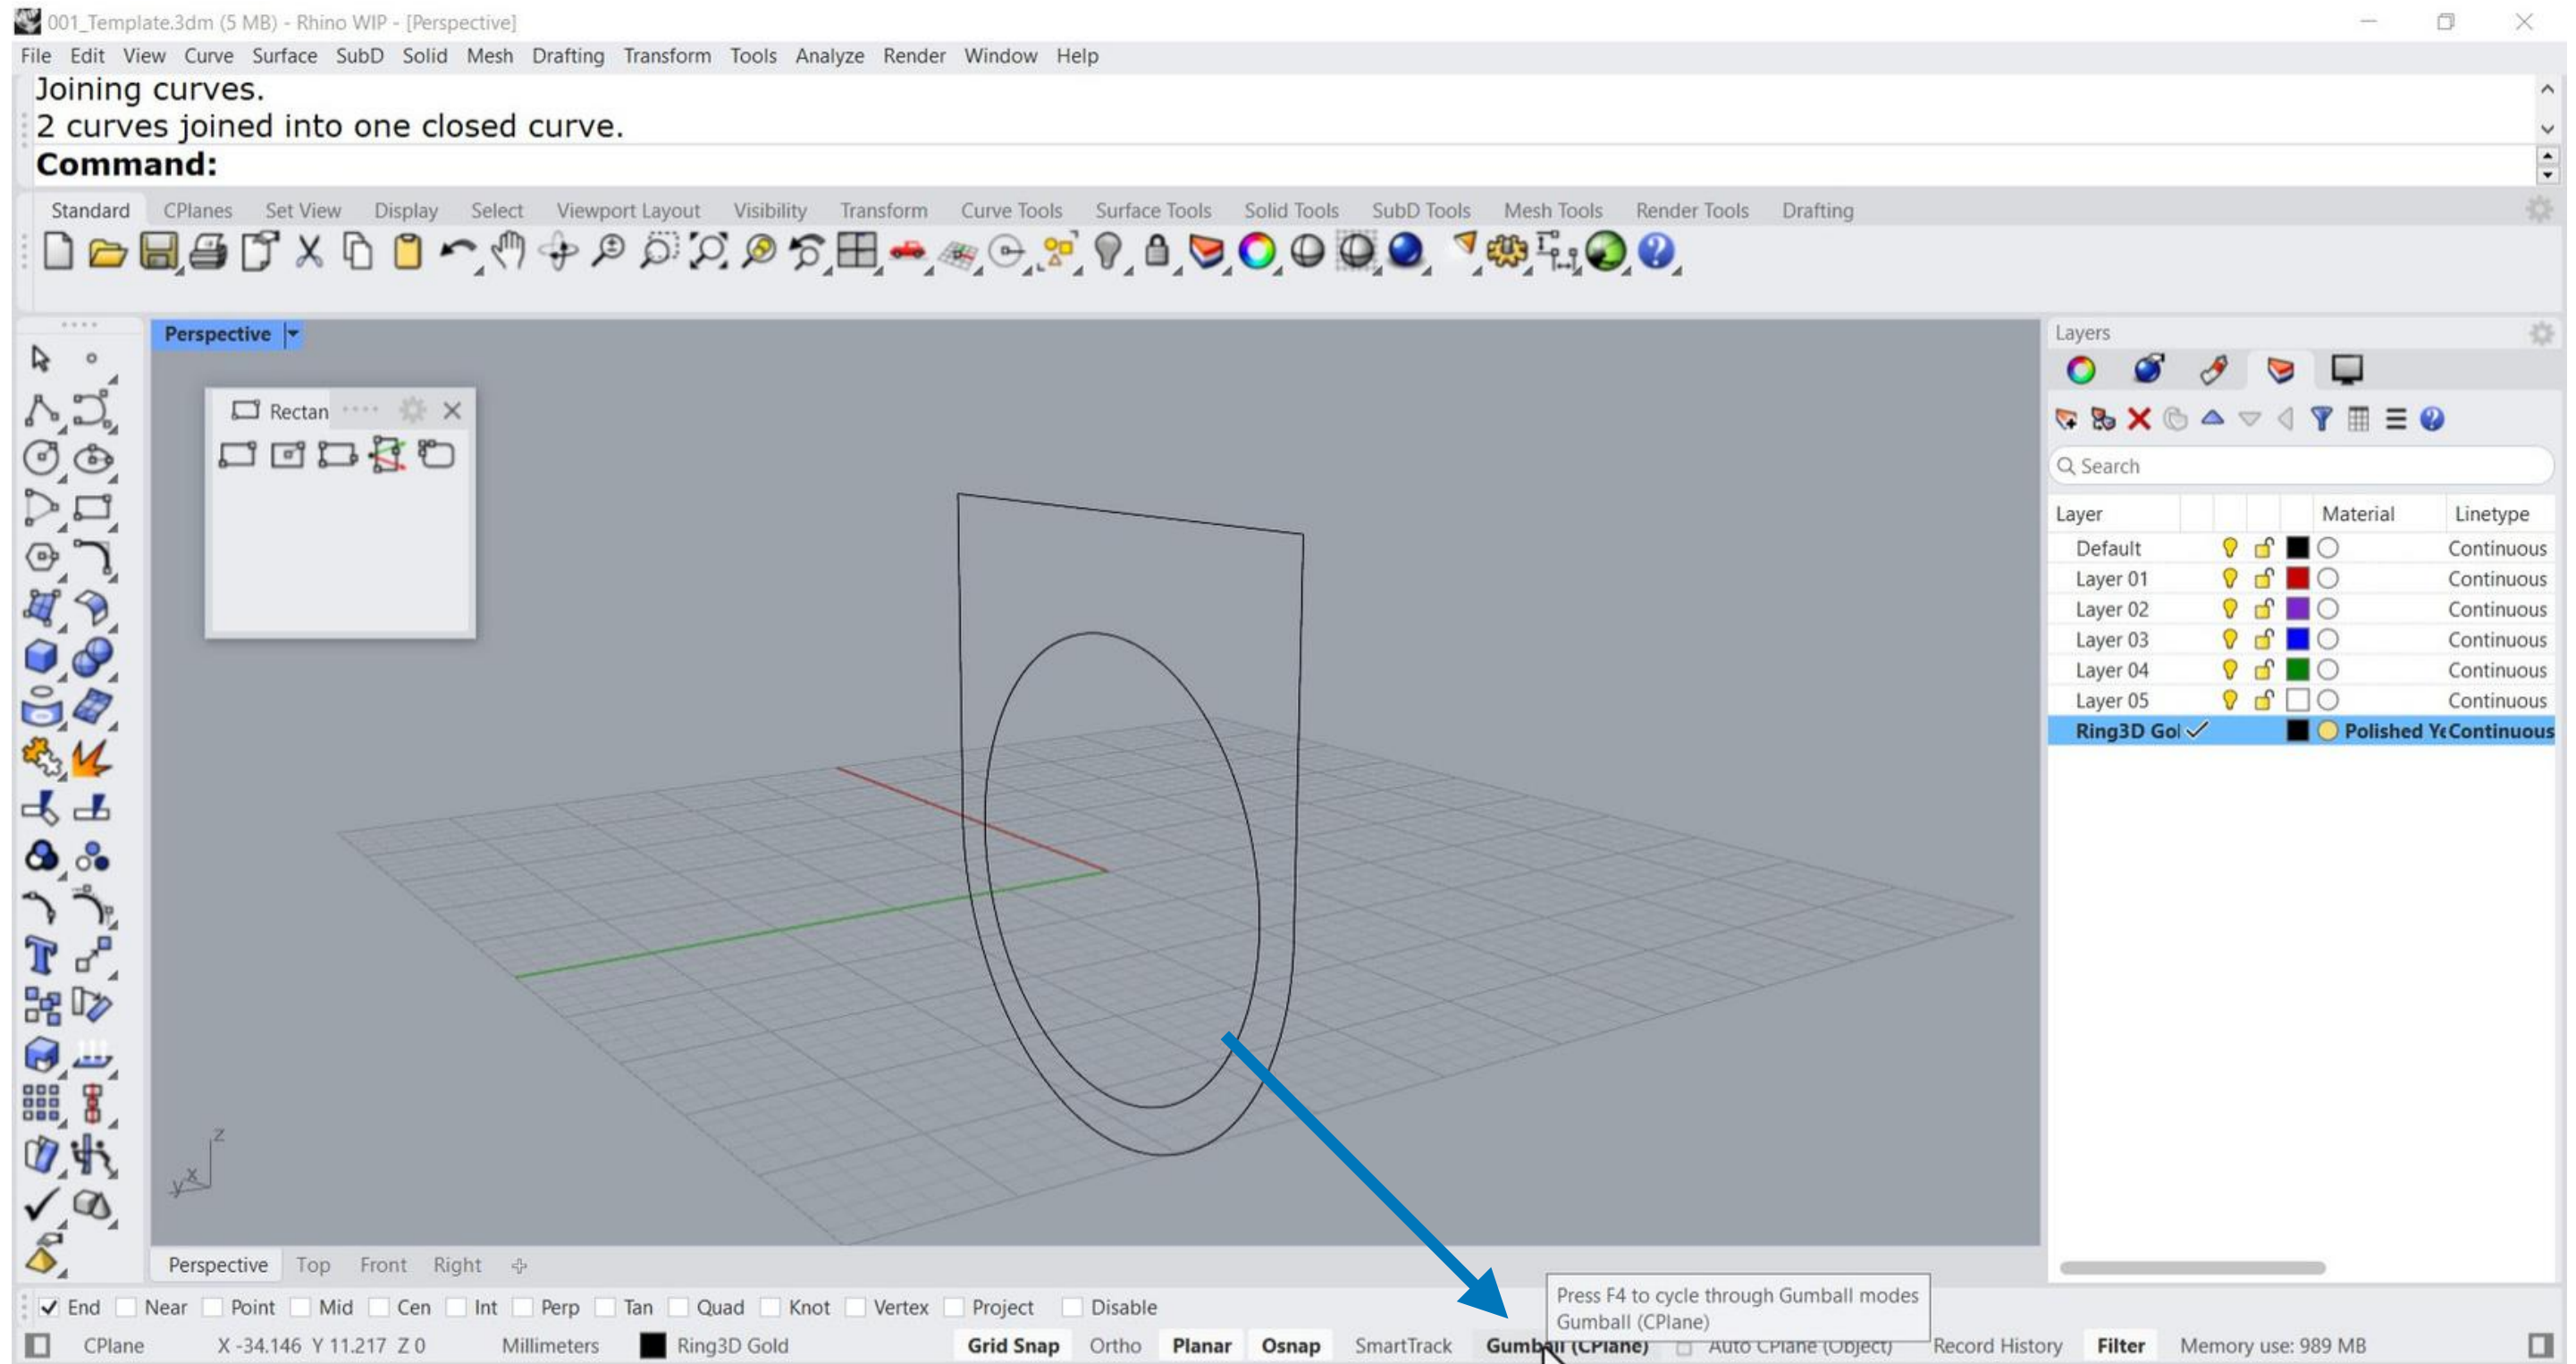 001_Template.3dm (5 MB) - Rhino WIP - [Perspective]
File Edit View Curve Surface SubD Solid Mesh Drafting Transform Tools Analyze Render Window Help
Joining curves.
2 curves joined into one closed curve.
Command:
Standard CPlanes Set View Display Select Viewport Layout Visibility Transform Curve Tools Surface Tools Solid Tools SubD Tools Mesh Tools Render Tools Drafting
Perspective
Rectan
Layers
Search
Layer Material Linetype
Default Continuous
Layer 01 Continuous
Layer 02 Continuous
Layer 03 Continuous
Layer 04 Continuous
Layer 05 Continuous
Ring3D Gol Polished Ye Continuous
z
x
y
Perspective Top Front Right
End Near Point Mid Cen Int Perp Tan Quad Knot Vertex Project Disable
Press F4 to cycle through Gumball modes
Gumball (CPlane)
CPlane X -34.146 Y 11.217 Z 0 Millimeters Ring3D Gold Grid Snap Ortho Planar Osnap SmartTrack Gumball (CPlane) Auto CPlane (Object) Record History Filter Memory use: 989 MB